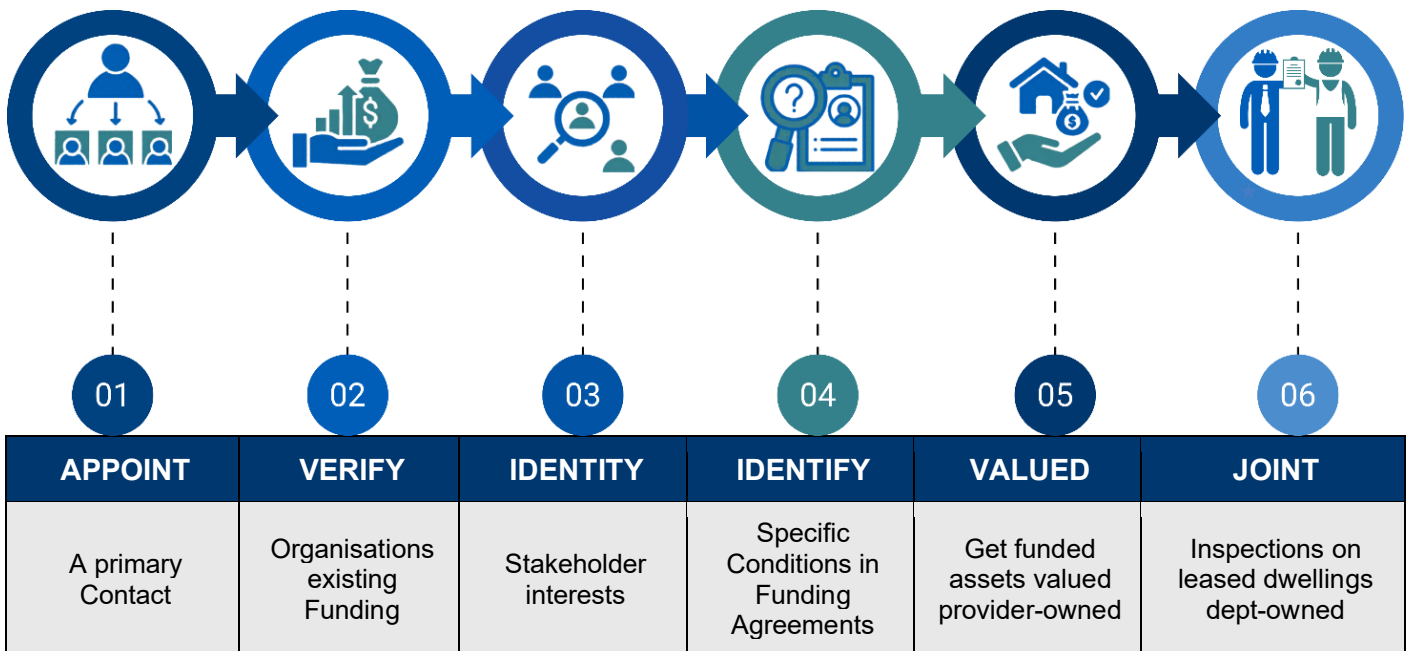 ?
$
$
01
02
03
04
05
06
APPOINT
VERIFY
IDENTITY
IDENTIFY
VALUED
JOINT
A primary
Contact
Organisations
existing
Funding
Stakeholder
interests
Specific
Conditions in
Funding
Agreements
Get funded
assets valued
provider-owned
Inspections on
leased dwellings
dept-owned